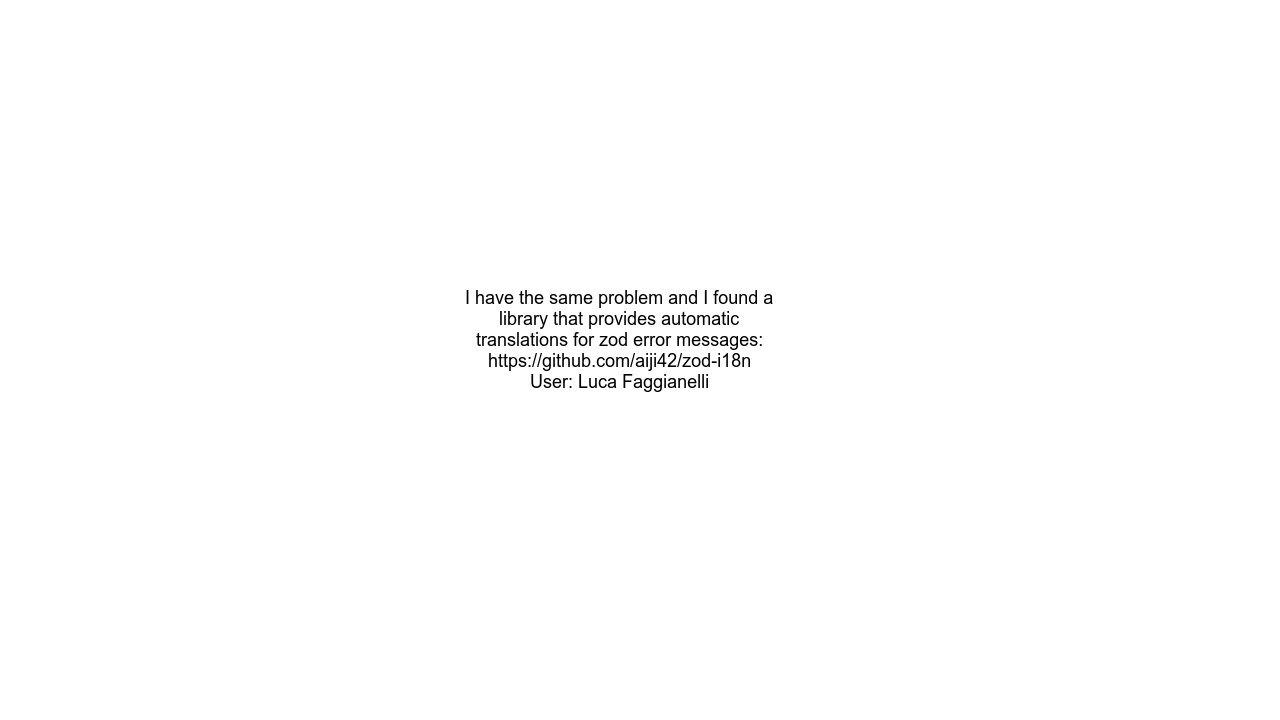 I have the same problem and I found a
library that provides automatic
translations for zod error messages:
https://github.com/aiji42/zod-i18n
User: Luca Faggianelli